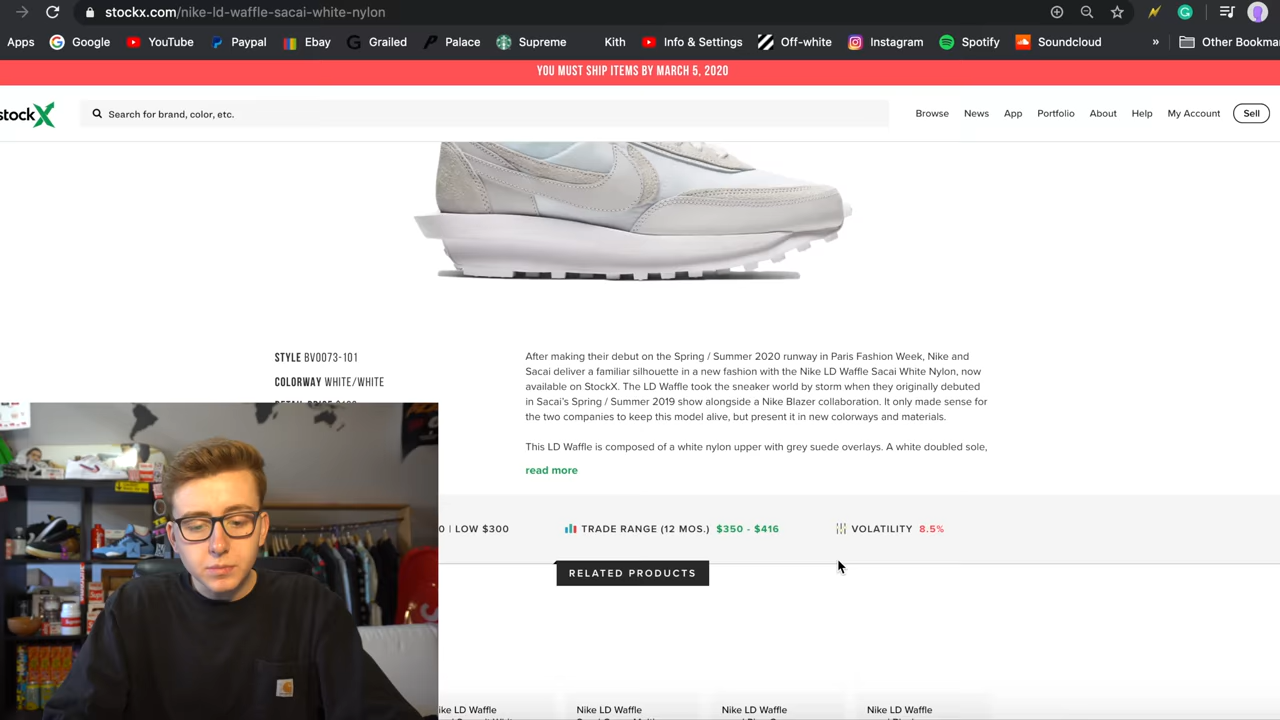 stockx.com/nike-ld-waffle-sacai-white-nylon
Apps Google YouTube Paypal Ebay Grailed Palace Supreme Kith Info & Settings Off-white Instagram Spotify Soundcloud » Other Bookma
YOU MUST SHIP ITEMS BY MARCH 5, 2020
stockX Search for brand, color, etc. Browse News App Portfolio About Help My Account Sell
STYLE BV0073-101
COLORWAY WHITE/WHITE
After making their debut on the Spring / Summer 2020 runway in Paris Fashion Week, Nike and
Sacai deliver a familiar silhouette in a new fashion with the Nike LD Waffle Sacai White Nylon, now
available on StockX. The LD Waffle took the sneaker world by storm when they originally debuted
in Sacai's Spring / Summer 2019 show alongside a Nike Blazer collaboration. It only made sense for
the two companies to keep this model alive, but present it in new colorways and materials.
This LD Waffle is composed of a white nylon upper with grey suede overlays. A white doubled sole,
read more
0 | LOW $300 TRADE RANGE (12 MOS.) $350 - $416 VOLATILITY 8.5%
RELATED PRODUCTS
ike LD Waffle Nike LD Waffle Nike LD Waffle Nike LD Waffle